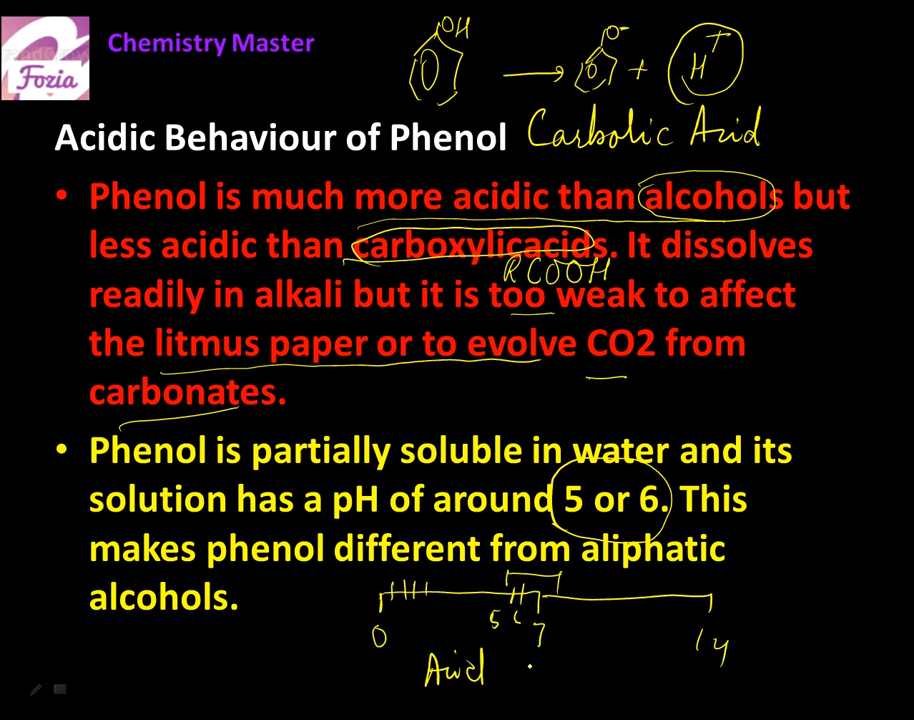 Chemistry Master
Fozia
OH
O⁻
+ H⁺
Acidic Behaviour of Phenol Carbolic Acid
• Phenol is much more acidic than alcohols but
less acidic than carboxylicacids. It dissolves
RCOOH
readily in alkali but it is too weak to affect
the litmus paper or to evolve CO2 from
carbonates.
• Phenol is partially soluble in water and its
solution has a pH of around 5 or 6. This
makes phenol different from aliphatic
alcohols.
0 5 6 7 14
Acid